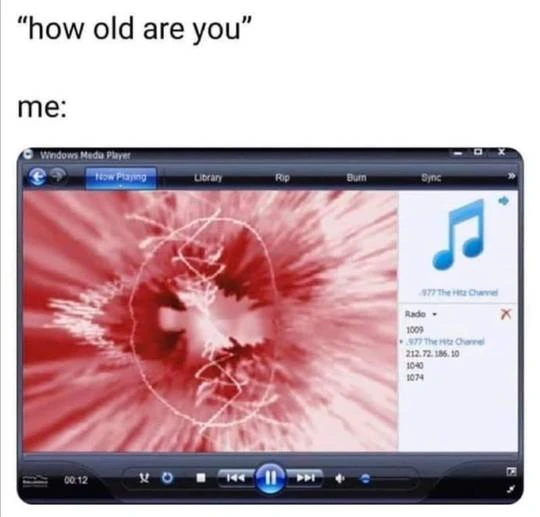 “how old are you”
me:
Windows Media Player
Now Playing Library Rip Burn Sync
.977 The Hitz Channel
Radio
1009
.977 The Hitz Channel
212.72.186.10
1040
1074
00:12